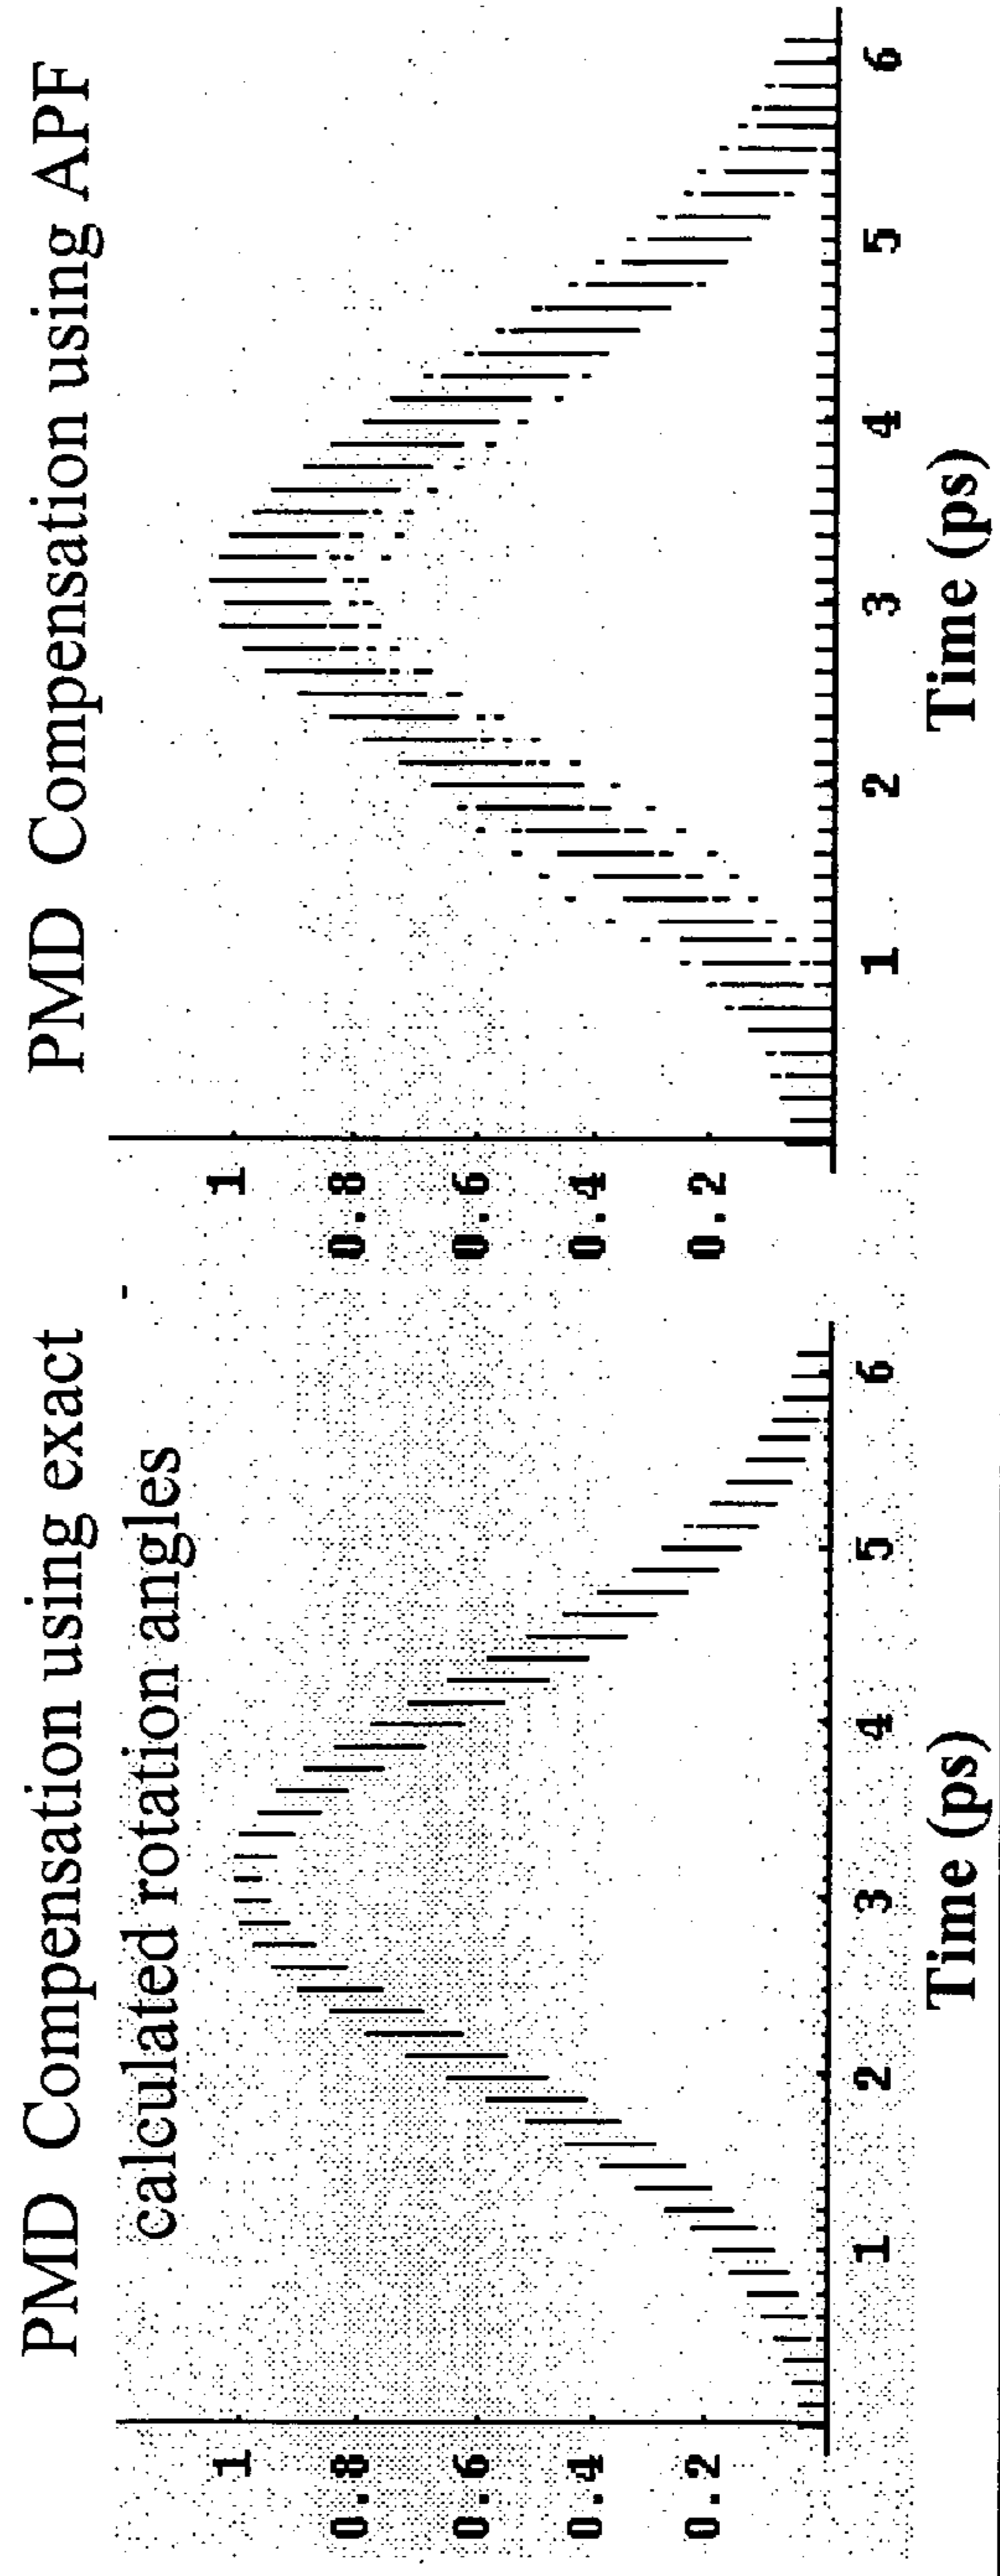 PMD Compensation using exact
calculated rotation angles
1
0.8
0.6
0.4
0.2
1 2 3 4 5 6
Time (ps)
PMD Compensation using APF
1
0.8
0.6
0.4
0.2
1 2 3 4 5 6
Time (ps)